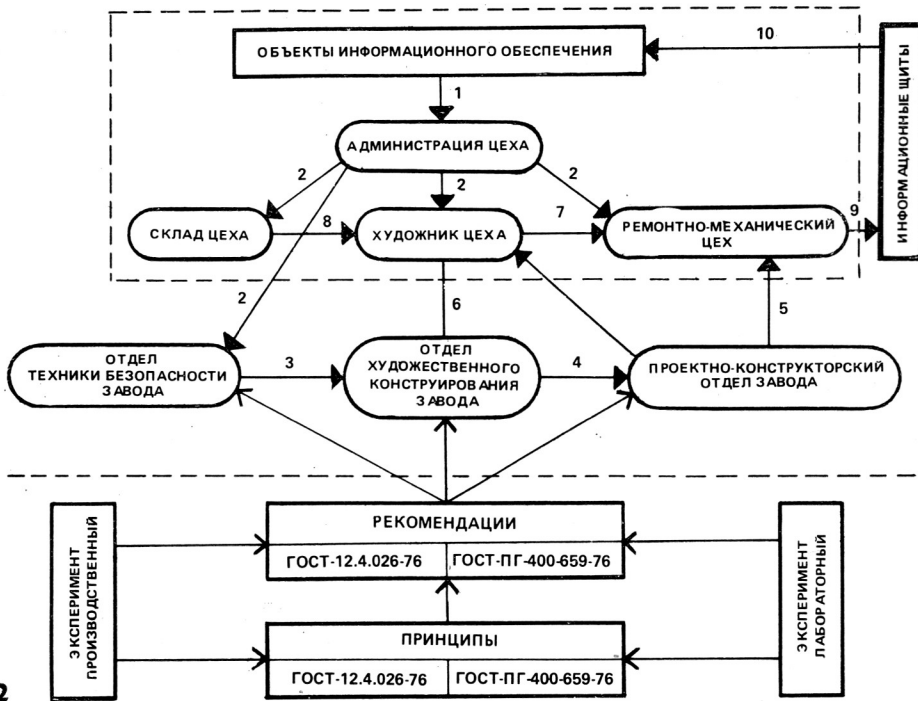 10
ОБЪЕКТЫ ИНФОРМАЦИОННОГО ОБЕСПЕЧЕНИЯ
ИНФОРМАЦИОННЫЕ ЩИТЫ
1
АДМИНИСТРАЦИЯ ЦЕХА
2
2
2
СКЛАД ЦЕХА
8
ХУДОЖНИК ЦЕХА
7
РЕМОНТНО-МЕХАНИЧЕСКИЙ
ЦЕХ
9
2
6
5
ОТДЕЛ
ТЕХНИКИ БЕЗОПАСНОСТИ
ЗАВОДА
3
ОТДЕЛ
ХУДОЖЕСТВЕННОГО
КОНСТРУИРОВАНИЯ
ЗАВОДА
4
ПРОЕКТНО-КОНСТРУКТОРСКИЙ
ОТДЕЛ ЗАВОДА
ЭКСПЕРИМЕНТ
ПРОИЗВОДСТВЕННЫЙ
РЕКОМЕНДАЦИИ
ГОСТ-12.4.026-76
ГОСТ-ПГ-400-659-76
ЭКСПЕРИМЕНТ
ЛАБОРАТОРНЫЙ
ПРИНЦИПЫ
ГОСТ-12.4.026-76
ГОСТ-ПГ-400-659-76
2